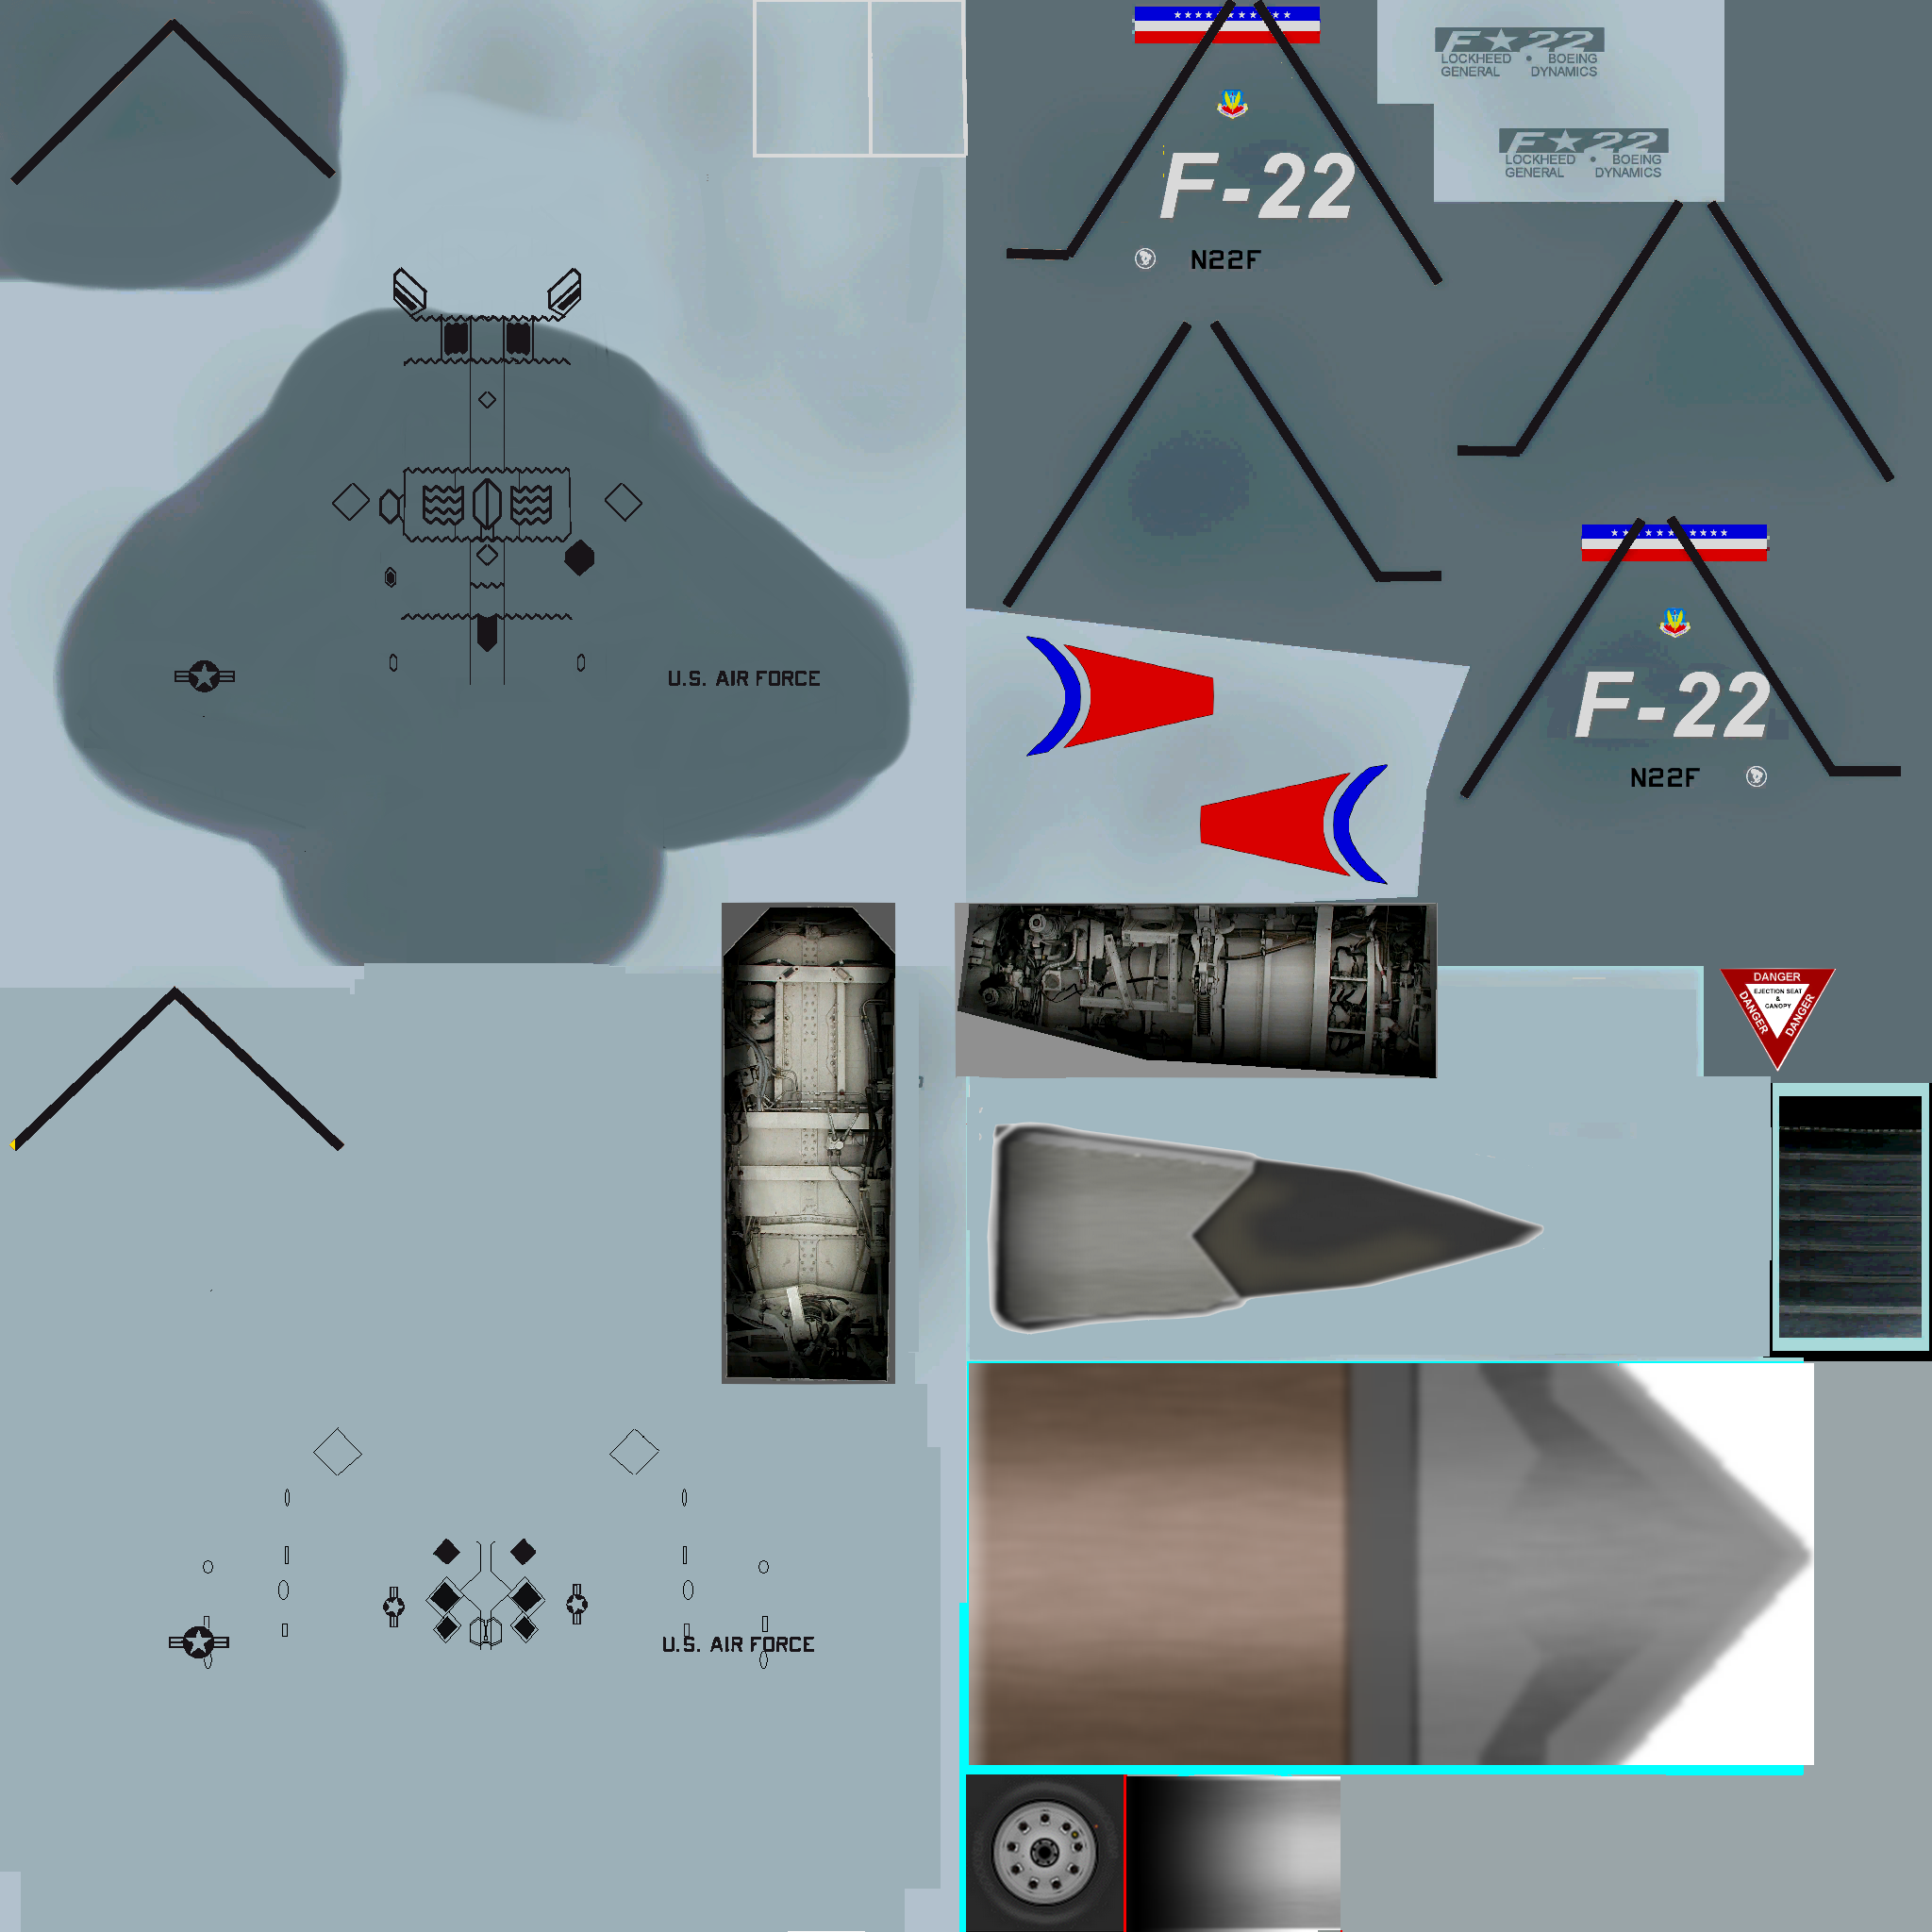 F★22
LOCKHEED • BOEING
GENERAL DYNAMICS
F★22
LOCKHEED • BOEING
GENERAL DYNAMICS
F-22
N22F
U.S. AIR FORCE
F-22
N22F
DANGER
EJECTION SEAT
&
CANOPY
DANGER
DANGER
U.S. AIR FORCE